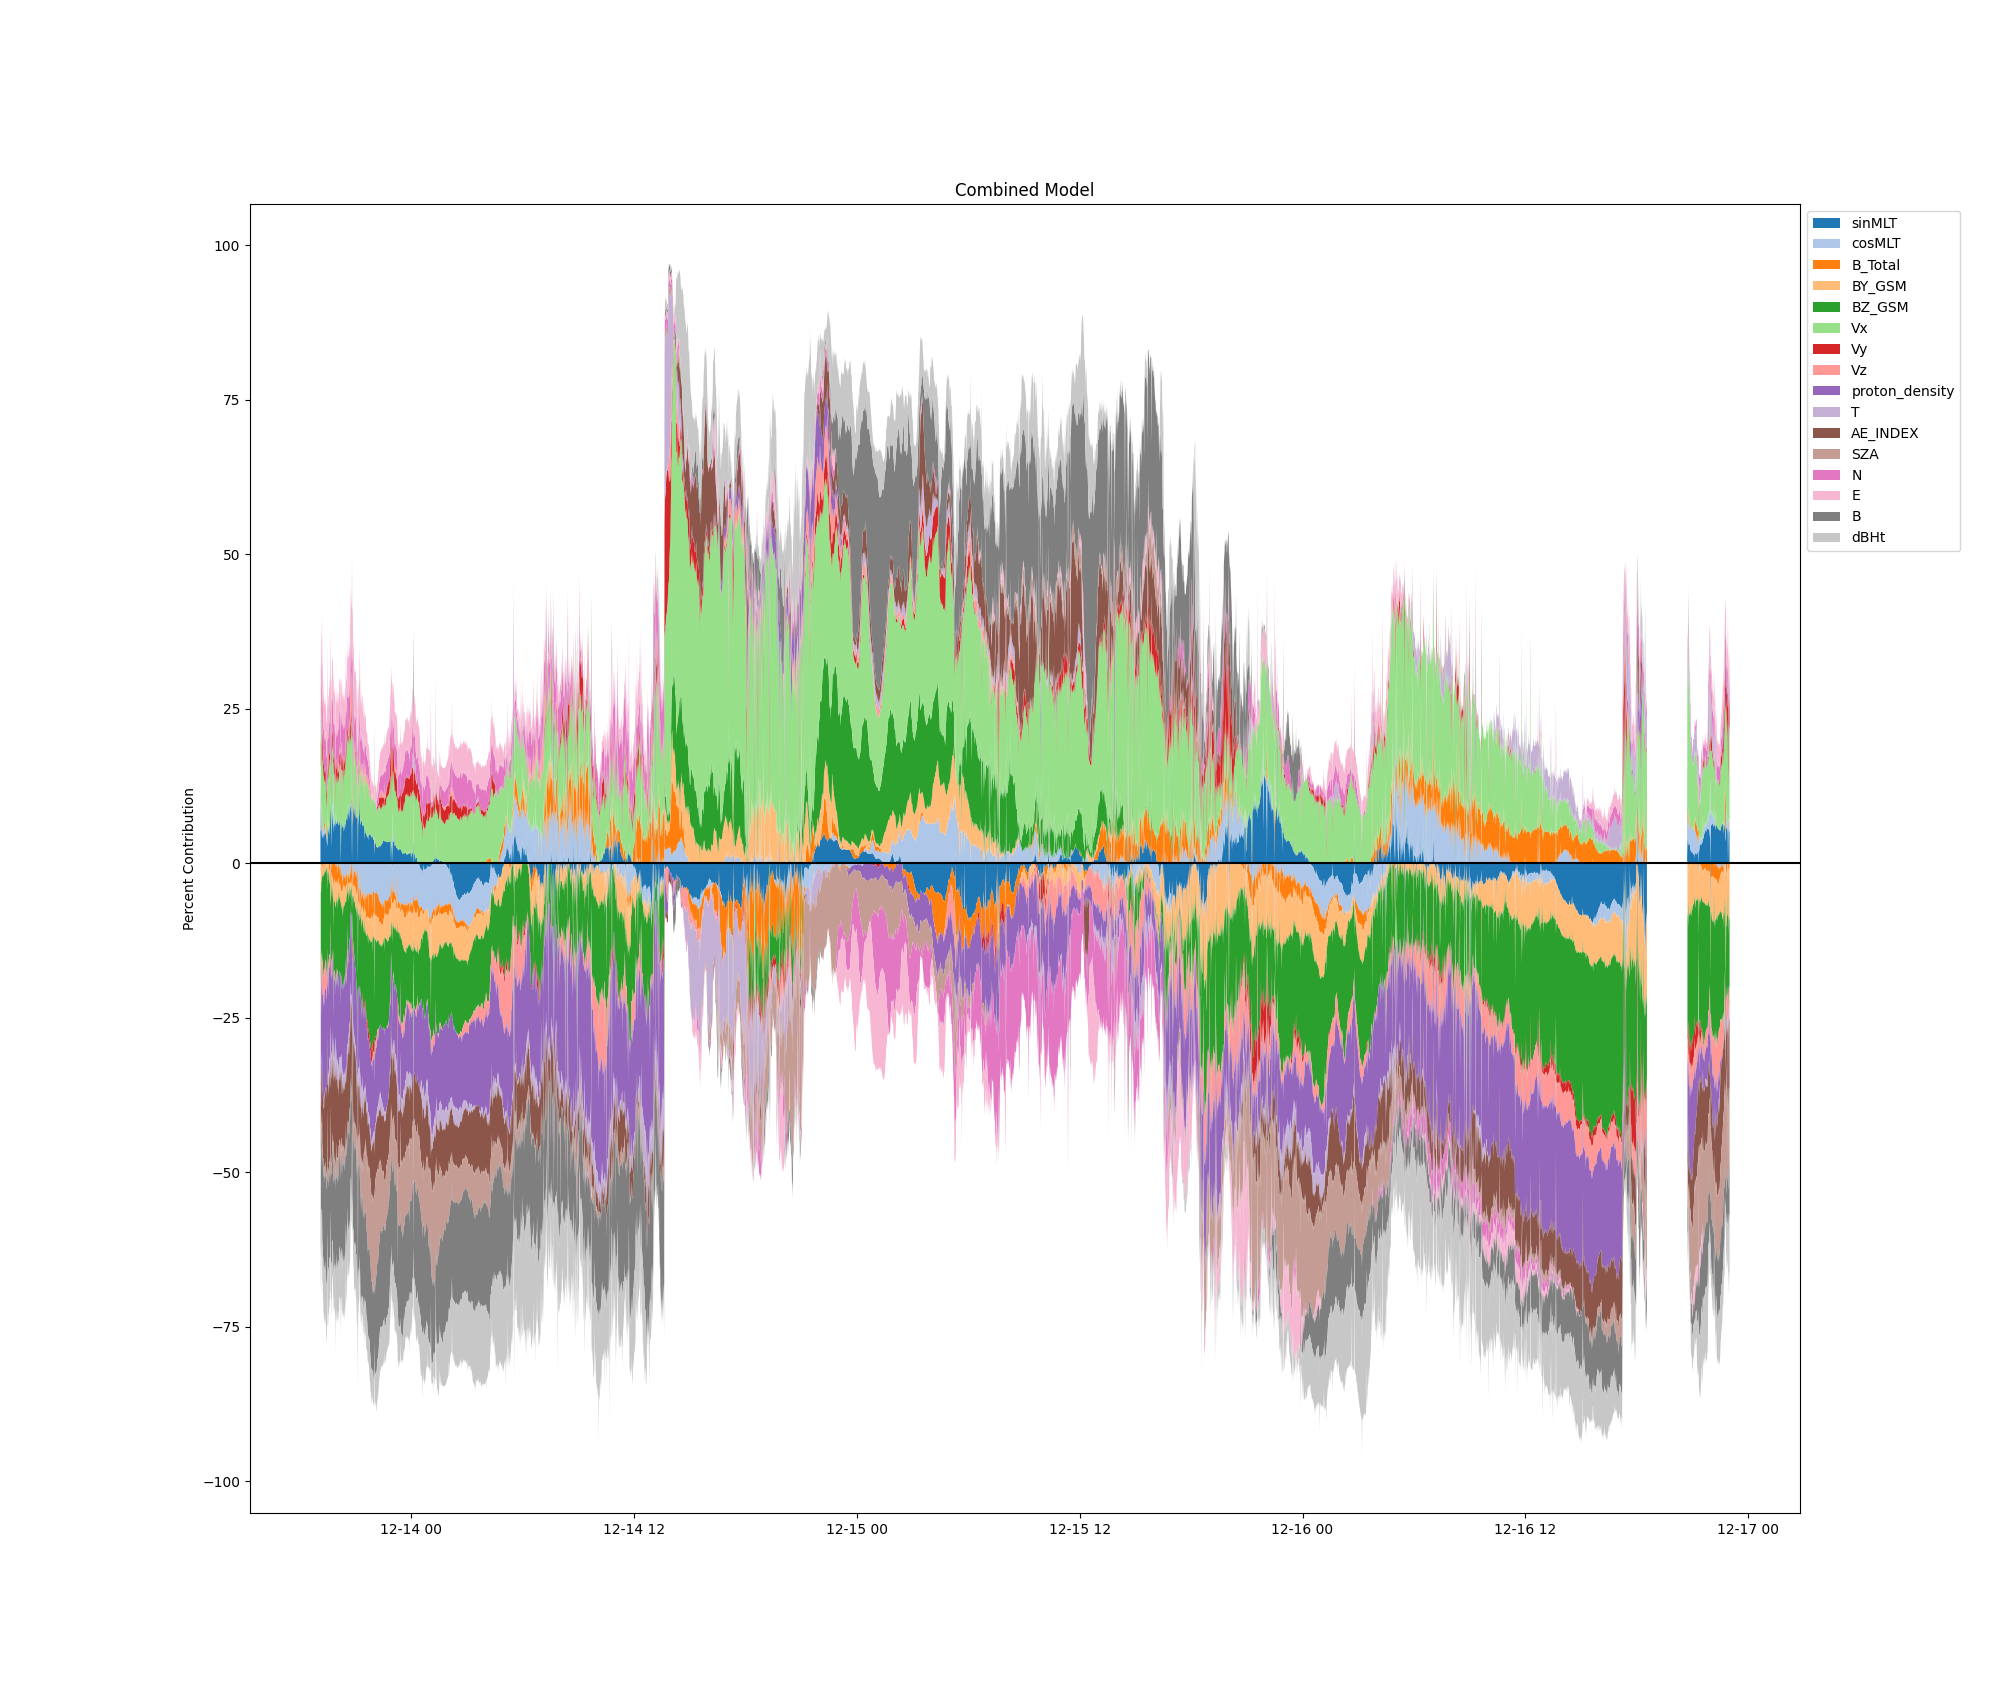 Combined Model
Percent Contribution
100
75
50
25
0
−25
−50
−75
−100
12-14 00
12-14 12
12-15 00
12-15 12
12-16 00
12-16 12
12-17 00
sinMLT
cosMLT
B_Total
BY_GSM
BZ_GSM
Vx
Vy
Vz
proton_density
T
AE_INDEX
SZA
N
E
B
dBHt